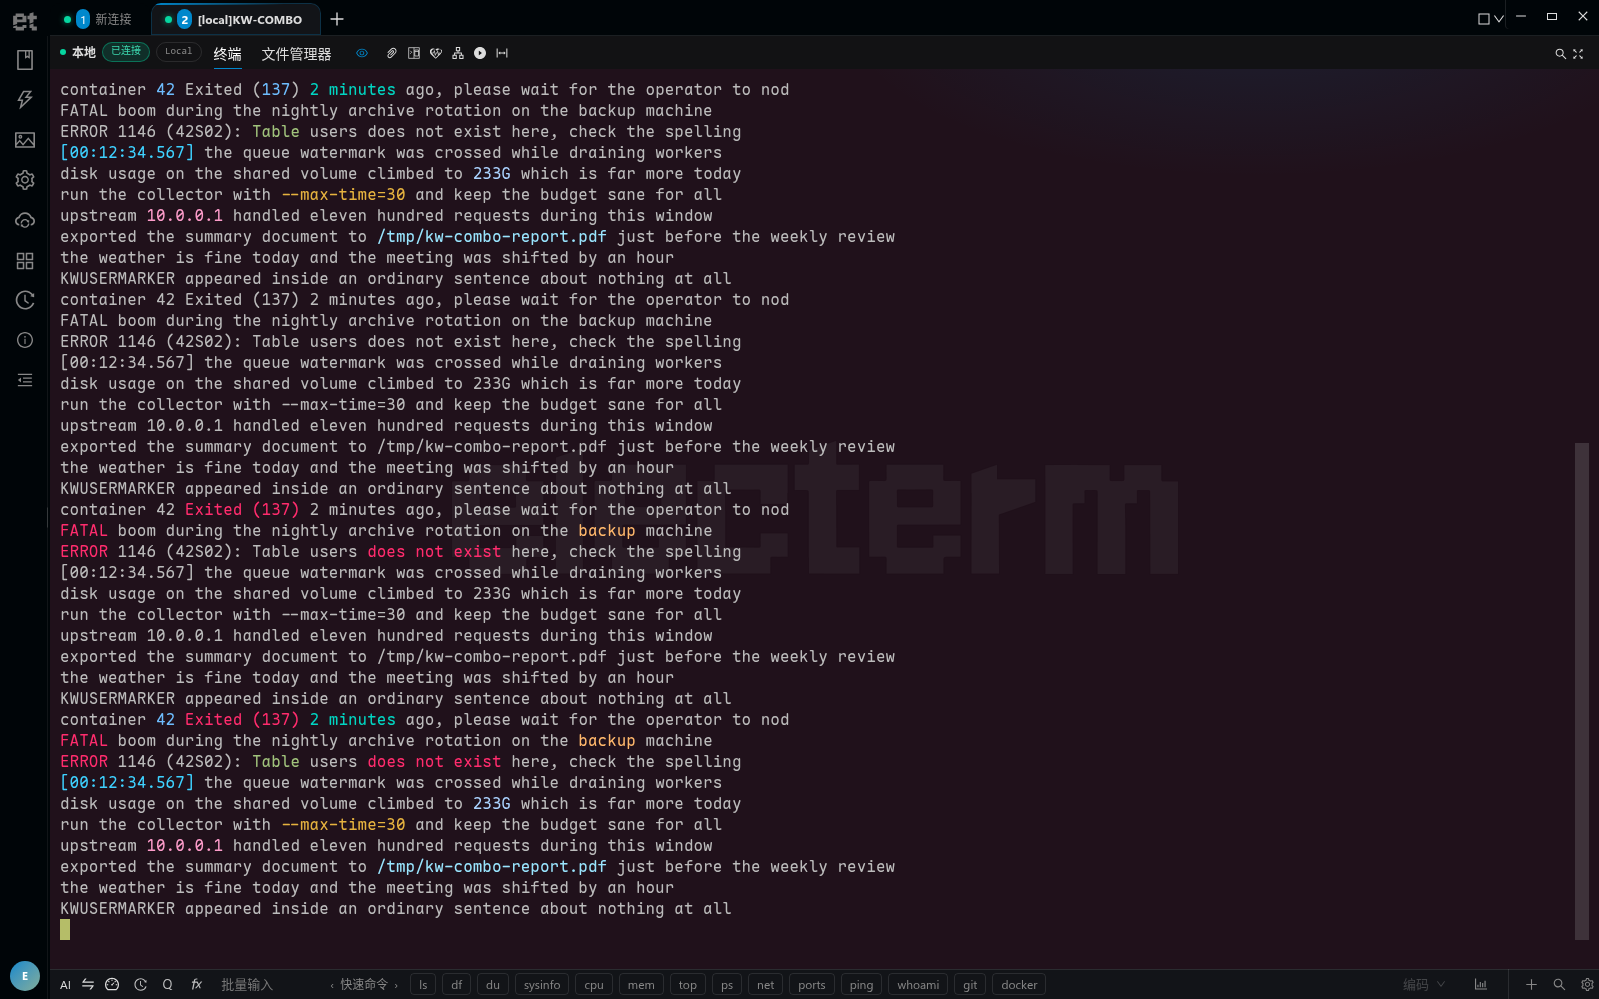 et
1 新连接
2 [local]KW-COMBO
本地 已连接 Local 终端 文件管理器
container 42 Exited (137) 2 minutes ago, please wait for the operator to nod
FATAL boom during the nightly archive rotation on the backup machine
ERROR 1146 (42S02): Table users does not exist here, check the spelling
[00:12:34.567] the queue watermark was crossed while draining workers
disk usage on the shared volume climbed to 233G which is far more today
run the collector with --max-time=30 and keep the budget sane for all
upstream 10.0.0.1 handled eleven hundred requests during this window
exported the summary document to /tmp/kw-combo-report.pdf just before the weekly review
the weather is fine today and the meeting was shifted by an hour
KWUSERMARKER appeared inside an ordinary sentence about nothing at all
container 42 Exited (137) 2 minutes ago, please wait for the operator to nod
FATAL boom during the nightly archive rotation on the backup machine
ERROR 1146 (42S02): Table users does not exist here, check the spelling
[00:12:34.567] the queue watermark was crossed while draining workers
disk usage on the shared volume climbed to 233G which is far more today
run the collector with --max-time=30 and keep the budget sane for all
upstream 10.0.0.1 handled eleven hundred requests during this window
exported the summary document to /tmp/kw-combo-report.pdf just before the weekly review
the weather is fine today and the meeting was shifted by an hour
KWUSERMARKER appeared inside an ordinary sentence about nothing at all
container 42 Exited (137) 2 minutes ago, please wait for the operator to nod
FATAL boom during the nightly archive rotation on the backup machine
ERROR 1146 (42S02): Table users does not exist here, check the spelling
[00:12:34.567] the queue watermark was crossed while draining workers
disk usage on the shared volume climbed to 233G which is far more today
run the collector with --max-time=30 and keep the budget sane for all
upstream 10.0.0.1 handled eleven hundred requests during this window
exported the summary document to /tmp/kw-combo-report.pdf just before the weekly review
the weather is fine today and the meeting was shifted by an hour
KWUSERMARKER appeared inside an ordinary sentence about nothing at all
container 42 Exited (137) 2 minutes ago, please wait for the operator to nod
FATAL boom during the nightly archive rotation on the backup machine
ERROR 1146 (42S02): Table users does not exist here, check the spelling
[00:12:34.567] the queue watermark was crossed while draining workers
disk usage on the shared volume climbed to 233G which is far more today
run the collector with --max-time=30 and keep the budget sane for all
upstream 10.0.0.1 handled eleven hundred requests during this window
exported the summary document to /tmp/kw-combo-report.pdf just before the weekly review
the weather is fine today and the meeting was shifted by an hour
KWUSERMARKER appeared inside an ordinary sentence about nothing at all
electerm
E
AI Q fx 批量输入 ‹ 快速命令 › ls df du sysinfo cpu mem top ps net ports ping whoami git docker 编码